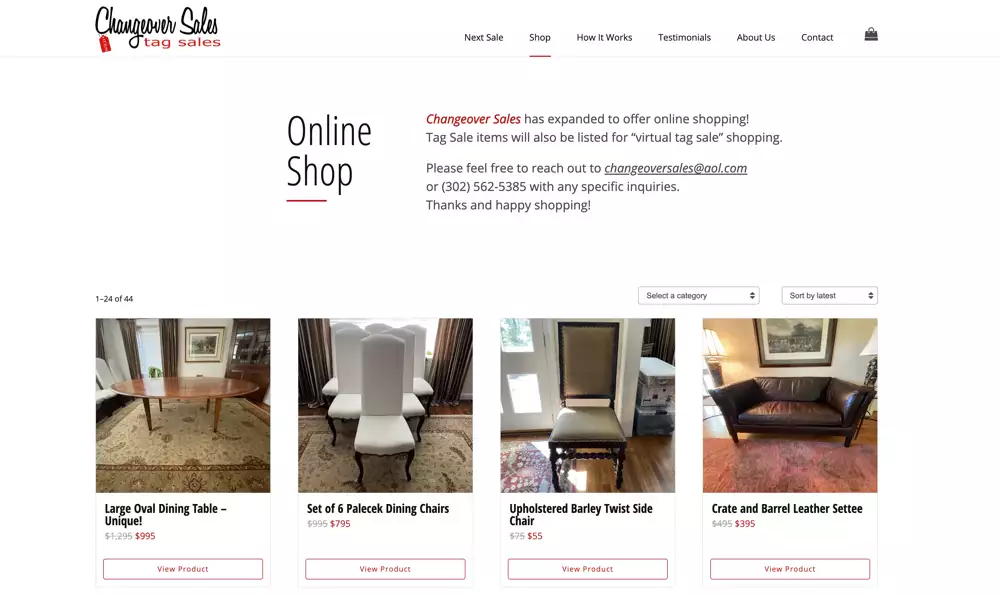 Changeover Sales
tag sales
Next Sale
Shop
How It Works
Testimonials
About Us
Contact
Online
Shop
Changeover Sales has expanded to offer online shopping!
Tag Sale items will also be listed for “virtual tag sale” shopping.
Please feel free to reach out to changeoversales@aol.com
or (302) 562-5385 with any specific inquiries.
Thanks and happy shopping!
1–24 of 44
Select a category
Sort by latest
Large Oval Dining Table –
Unique!
$1,295 $995
View Product
Set of 6 Palecek Dining Chairs
$995 $795
View Product
Upholstered Barley Twist Side
Chair
$75 $55
View Product
Crate and Barrel Leather Settee
$495 $395
View Product